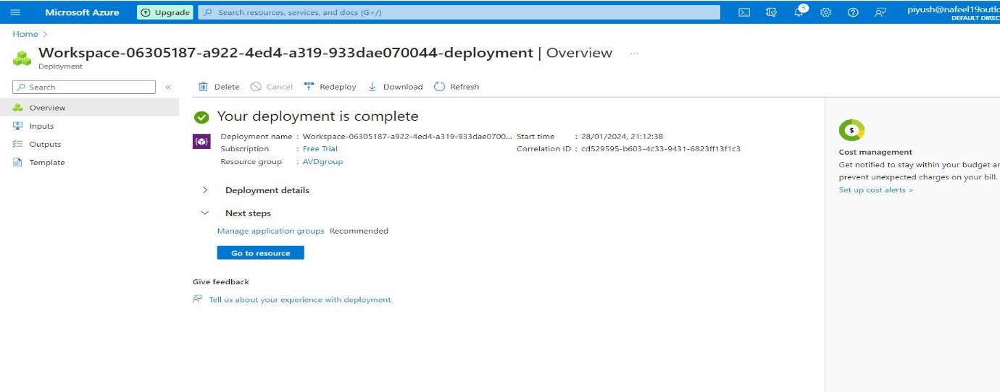 Microsoft Azure Upgrade Search resources, services, and docs (G+/) 3 piyush@nafeel19outlo
DEFAULT DIREC
Home >
Workspace-06305187-a922-4ed4-a319-933dae070044-deployment | Overview ...
Deployment
Search «
Delete Cancel Redeploy Download Refresh
Overview
Inputs
Outputs
Template
Your deployment is complete
Deployment name : Workspace-06305187-a922-4ed4-a319-933dae0700... Start time : 28/01/2024, 21:12:38
Subscription : Free Trial Correlation ID : cd529595-b603-4c33-9431-6823ff13f1c3
Resource group : AVDgroup
Deployment details
Next steps
Manage application groups Recommended
Go to resource
Give feedback
Tell us about your experience with deployment
$
Cost management
Get notified to stay within your budget an
prevent unexpected charges on your bill.
Set up cost alerts >